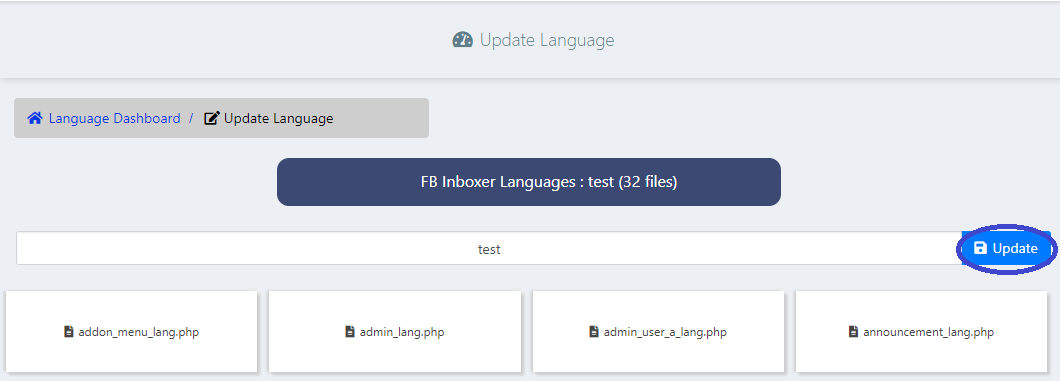 Update Language
Language Dashboard / Update Language
FB Inboxer Languages : test (32 files)
test Update
addon_menu_lang.php admin_lang.php admin_user_a_lang.php announcement_lang.php